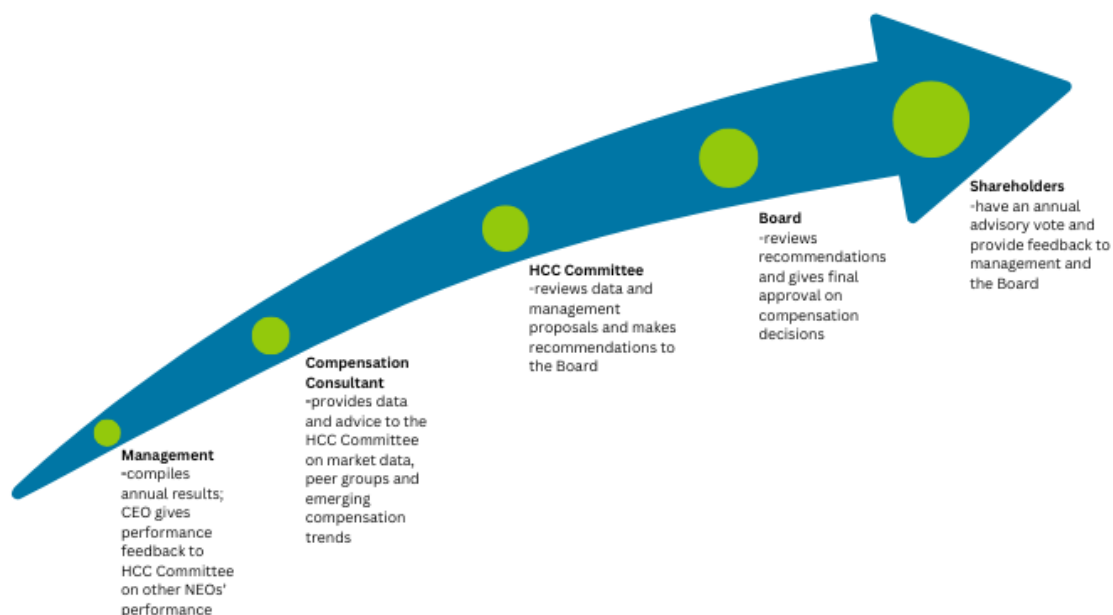 Management
-compiles
annual results;
CEO gives
performance
feedback to
HCC Committee
on other NEOs'
performance
Compensation
Consultant
-provides data
and advice to the
HCC Committee
on market data,
peer groups and
emerging
compensation
trends
HCC Committee
-reviews data and
management
proposals and makes
recommendations to
the Board
Board
-reviews
recommendations
and gives final
approval on
compensation
decisions
Shareholders
-have an annual
advisory vote and
provide feedback to
management and
the Board